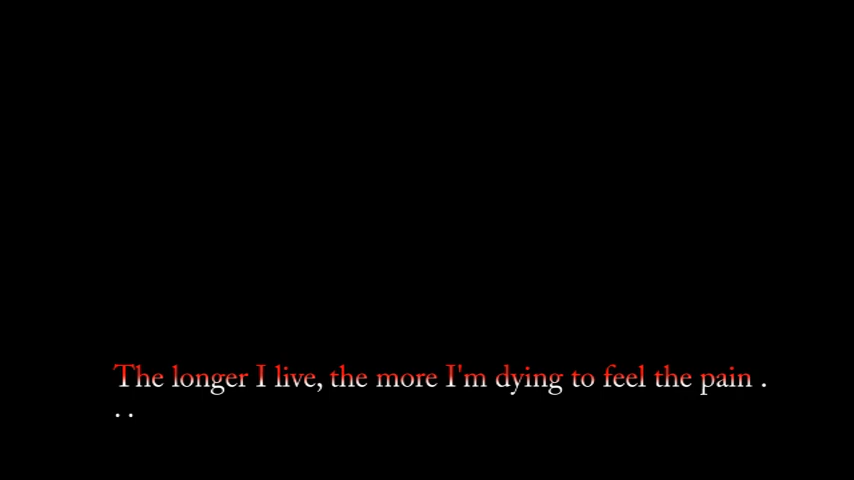 The longer I live, the more I'm dying to feel the pain .
. .